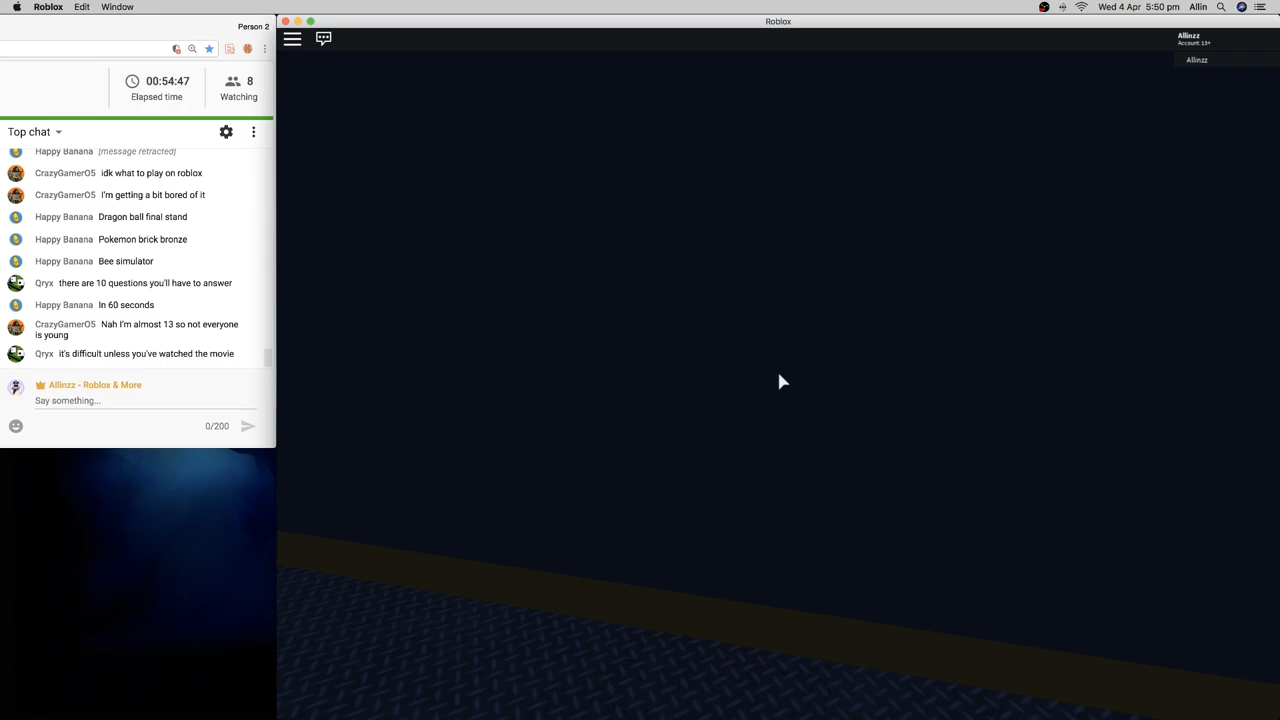 Roblox Edit Window
Wed 4 Apr 5:50 pm Allin
Person 2
Roblox
Allinzz
Account: 13+
Allinzz
00:54:47
Elapsed time
8
Watching
Top chat
Happy Banana [message retracted]
CrazyGamerO5 idk what to play on roblox
CrazyGamerO5 I'm getting a bit bored of it
Happy Banana Dragon ball final stand
Happy Banana Pokemon brick bronze
Happy Banana Bee simulator
Qryx there are 10 questions you'll have to answer
Happy Banana In 60 seconds
CrazyGamerO5 Nah I'm almost 13 so not everyone
is young
Qryx it's difficult unless you've watched the movie
Allinzz - Roblox & More
Say something...
0/200